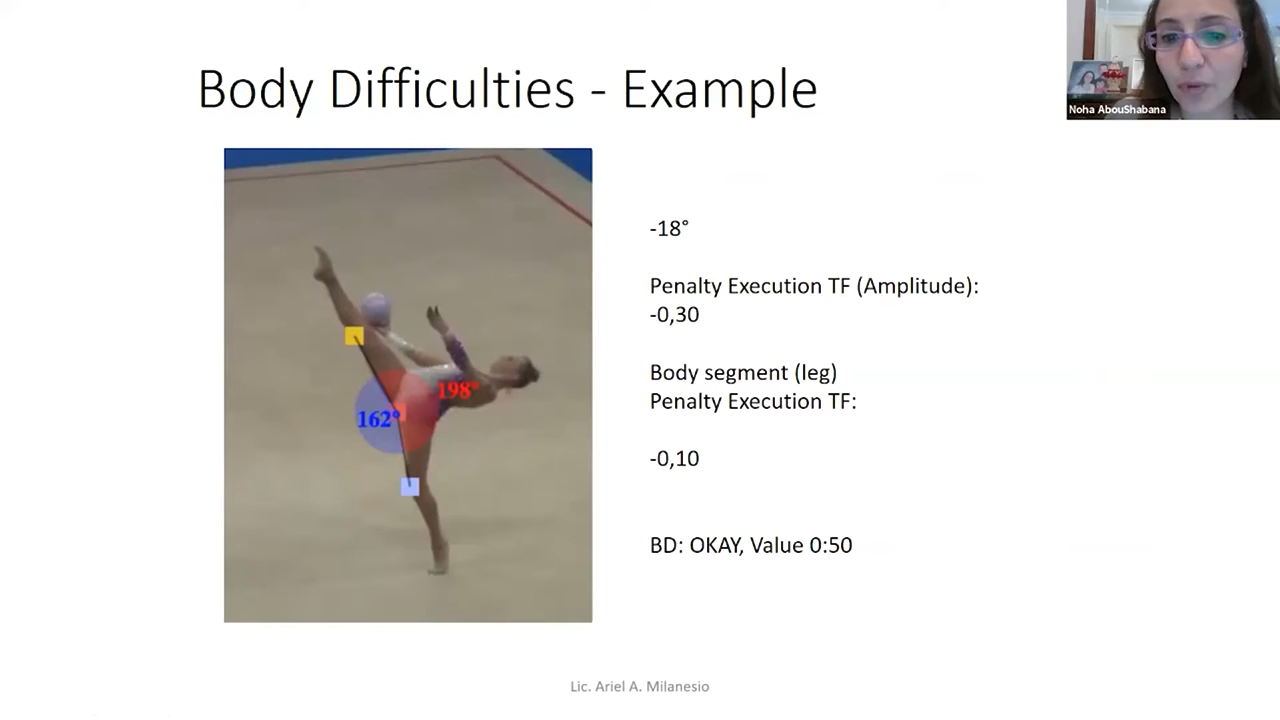 Body Difficulties - Example
Noha AbouShabana
-18°
Penalty Execution TF (Amplitude):
-0,30
Body segment (leg)
Penalty Execution TF:
-0,10
BD: OKAY, Value 0:50
198°
162°
Lic. Ariel A. Milanesio